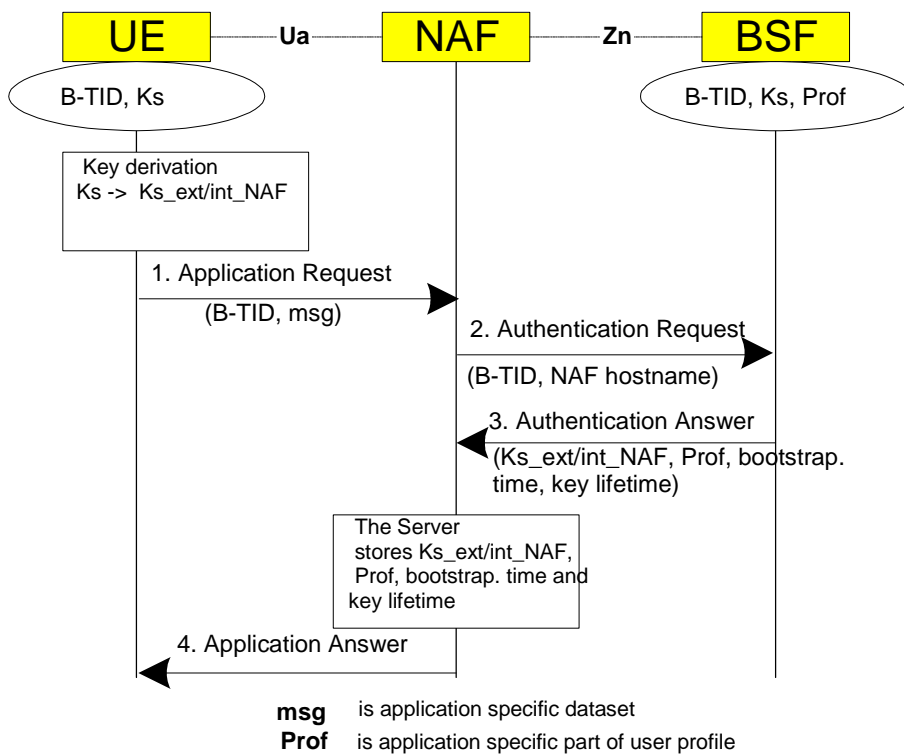 UE Ua NAF Zn BSF
B-TID, Ks
B-TID, Ks, Prof
Key derivation
Ks -> Ks_ext/int_NAF
1. Application Request
(B-TID, msg)
2. Authentication Request
(B-TID, NAF hostname)
3. Authentication Answer
(Ks_ext/int_NAF, Prof, bootstrap.
time, key lifetime)
The Server
stores Ks_ext/int_NAF,
Prof, bootstrap. time and
key lifetime
4. Application Answer
msg is application specific dataset
Prof is application specific part of user profile